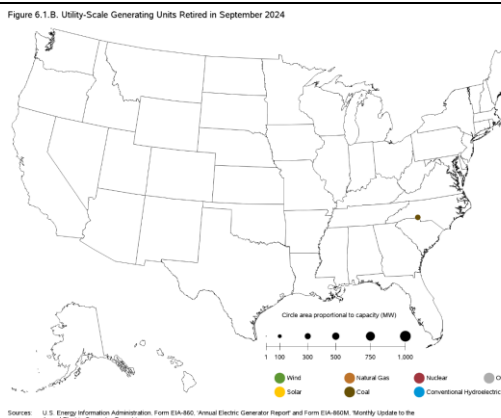 Figure 6.1.B. Utility-Scale Generating Units Retired in September 2024
Circle area proportional to capacity (MW)
1 100 300 500 750 1,000
Wind Natural Gas Nuclear O
Solar Coal Conventional Hydroelectric
Sources: U.S. Energy Information Administration, Form EIA-860, 'Annual Electric Generator Report' and Form EIA-860M, 'Monthly Update to the